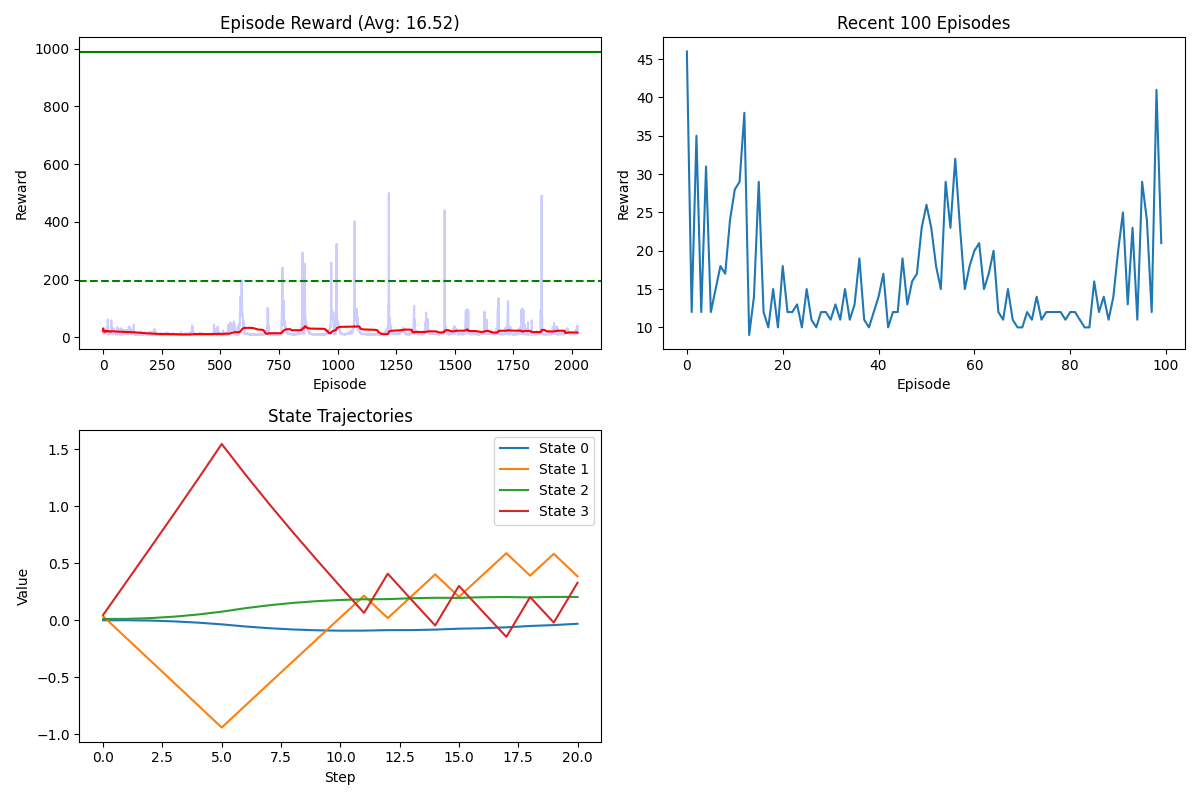 Episode Reward (Avg: 16.52)
1000
800
600
400
200
0
Reward
0 250 500 750 1000 1250 1500 1750 2000
Episode
Recent 100 Episodes
45
40
35
30
25
20
15
10
Reward
0 20 40 60 80 100
Episode
State Trajectories
1.5
1.0
0.5
0.0
−0.5
−1.0
Value
State 0
State 1
State 2
State 3
0.0 2.5 5.0 7.5 10.0 12.5 15.0 17.5 20.0
Step